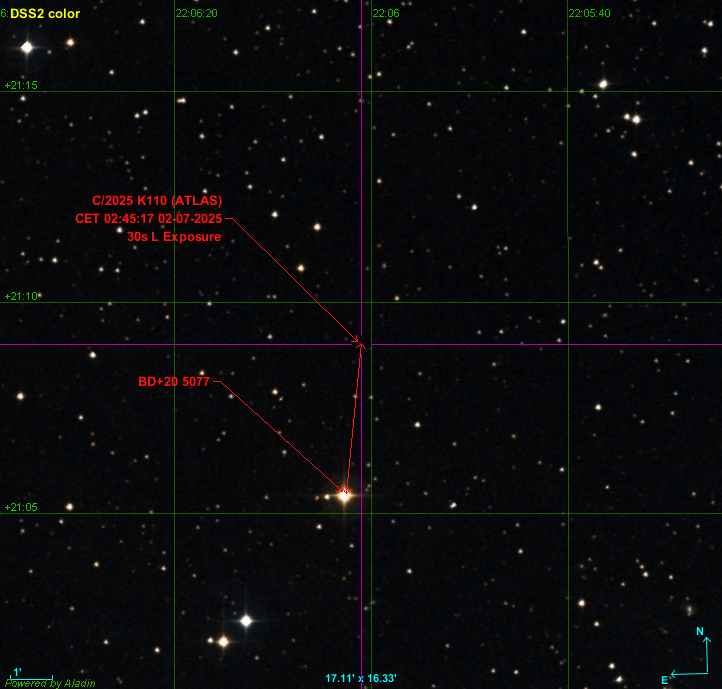 6:
DSS2 color
22:06:20
22:06
22:05:40
+21:15
C/2025 K110 (ATLAS)
CET 02:45:17 02-07-2025
30s L Exposure
+21:10
BD+20 5077
+21:05
N
E
1'
17.11' x 16.33'
Powered by Aladin